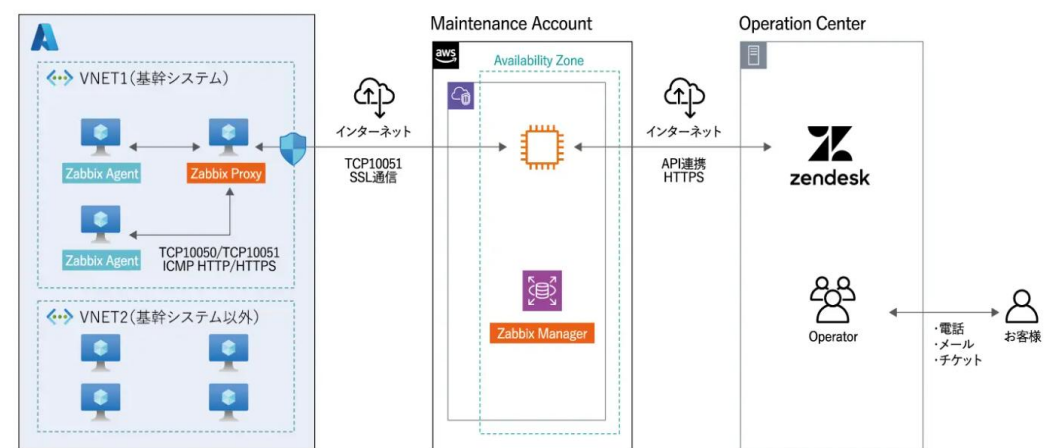 Maintenance Account
Operation Center
aws
Availability Zone
VNET1(基幹システム)
Zabbix Agent
Zabbix Proxy
Zabbix Agent
TCP10050/TCP10051
ICMP HTTP/HTTPS
インターネット
TCP10051
SSL通信
インターネット
API連携
HTTPS
zendesk
VNET2(基幹システム以外)
Zabbix Manager
Operator
・電話
・メール
・チケット
お客様